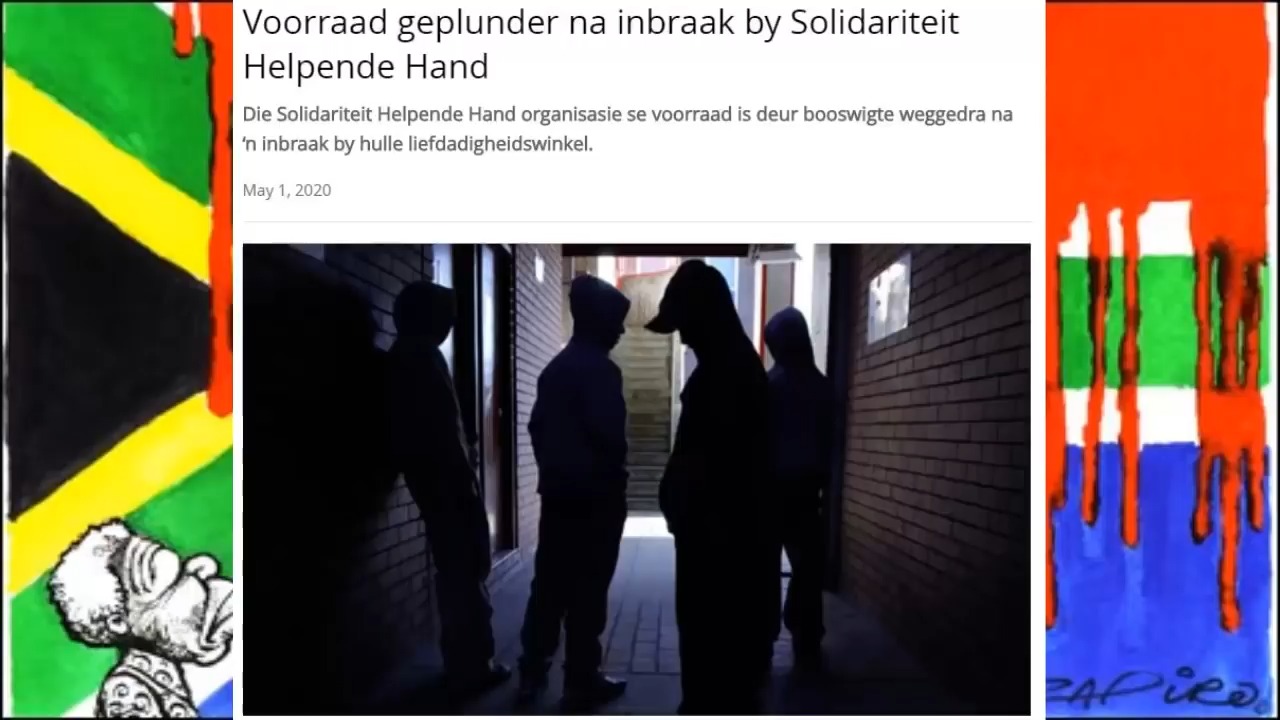 Voorraad geplunder na inbraak by Solidariteit
Helpende Hand
Die Solidariteit Helpende Hand organisasie se voorraad is deur booswigte weggedra na
'n inbraak by hulle liefdadigheidswinkel.
May 1, 2020
ZAPIRO